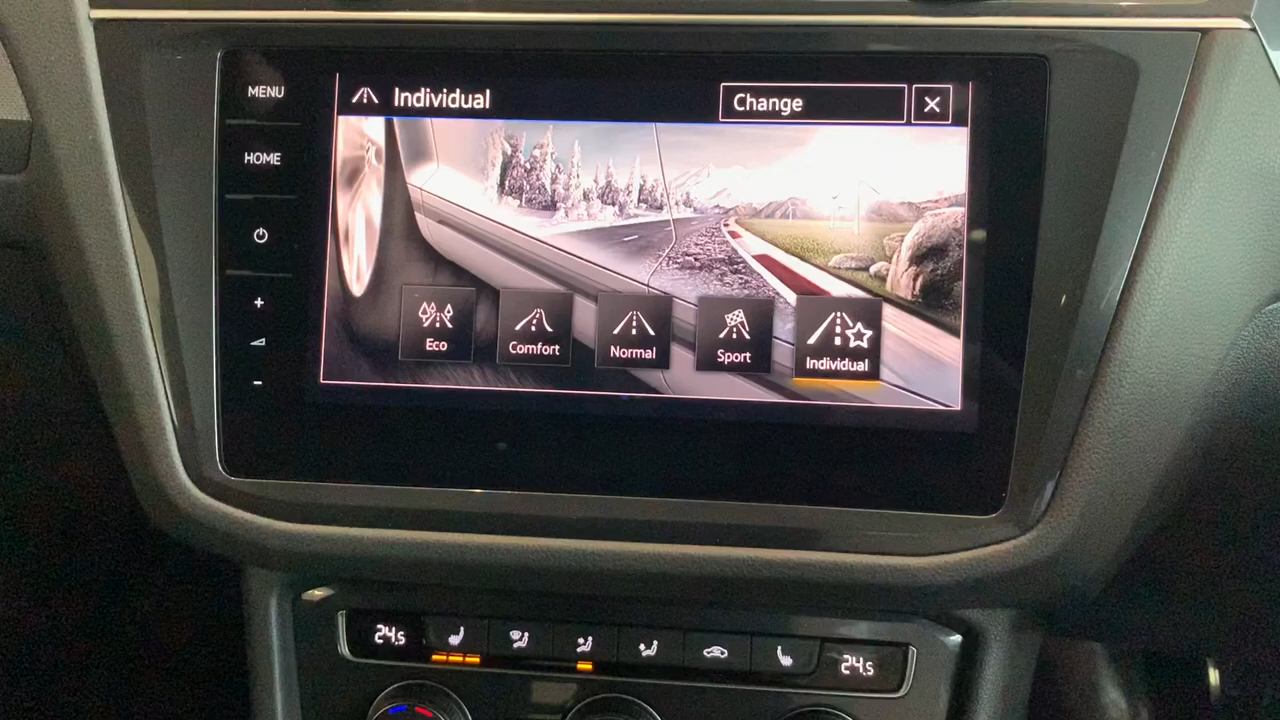 MENU
HOME
+
-
Individual
Change
X
Eco
Comfort
Normal
Sport
Individual
24.5
24.5